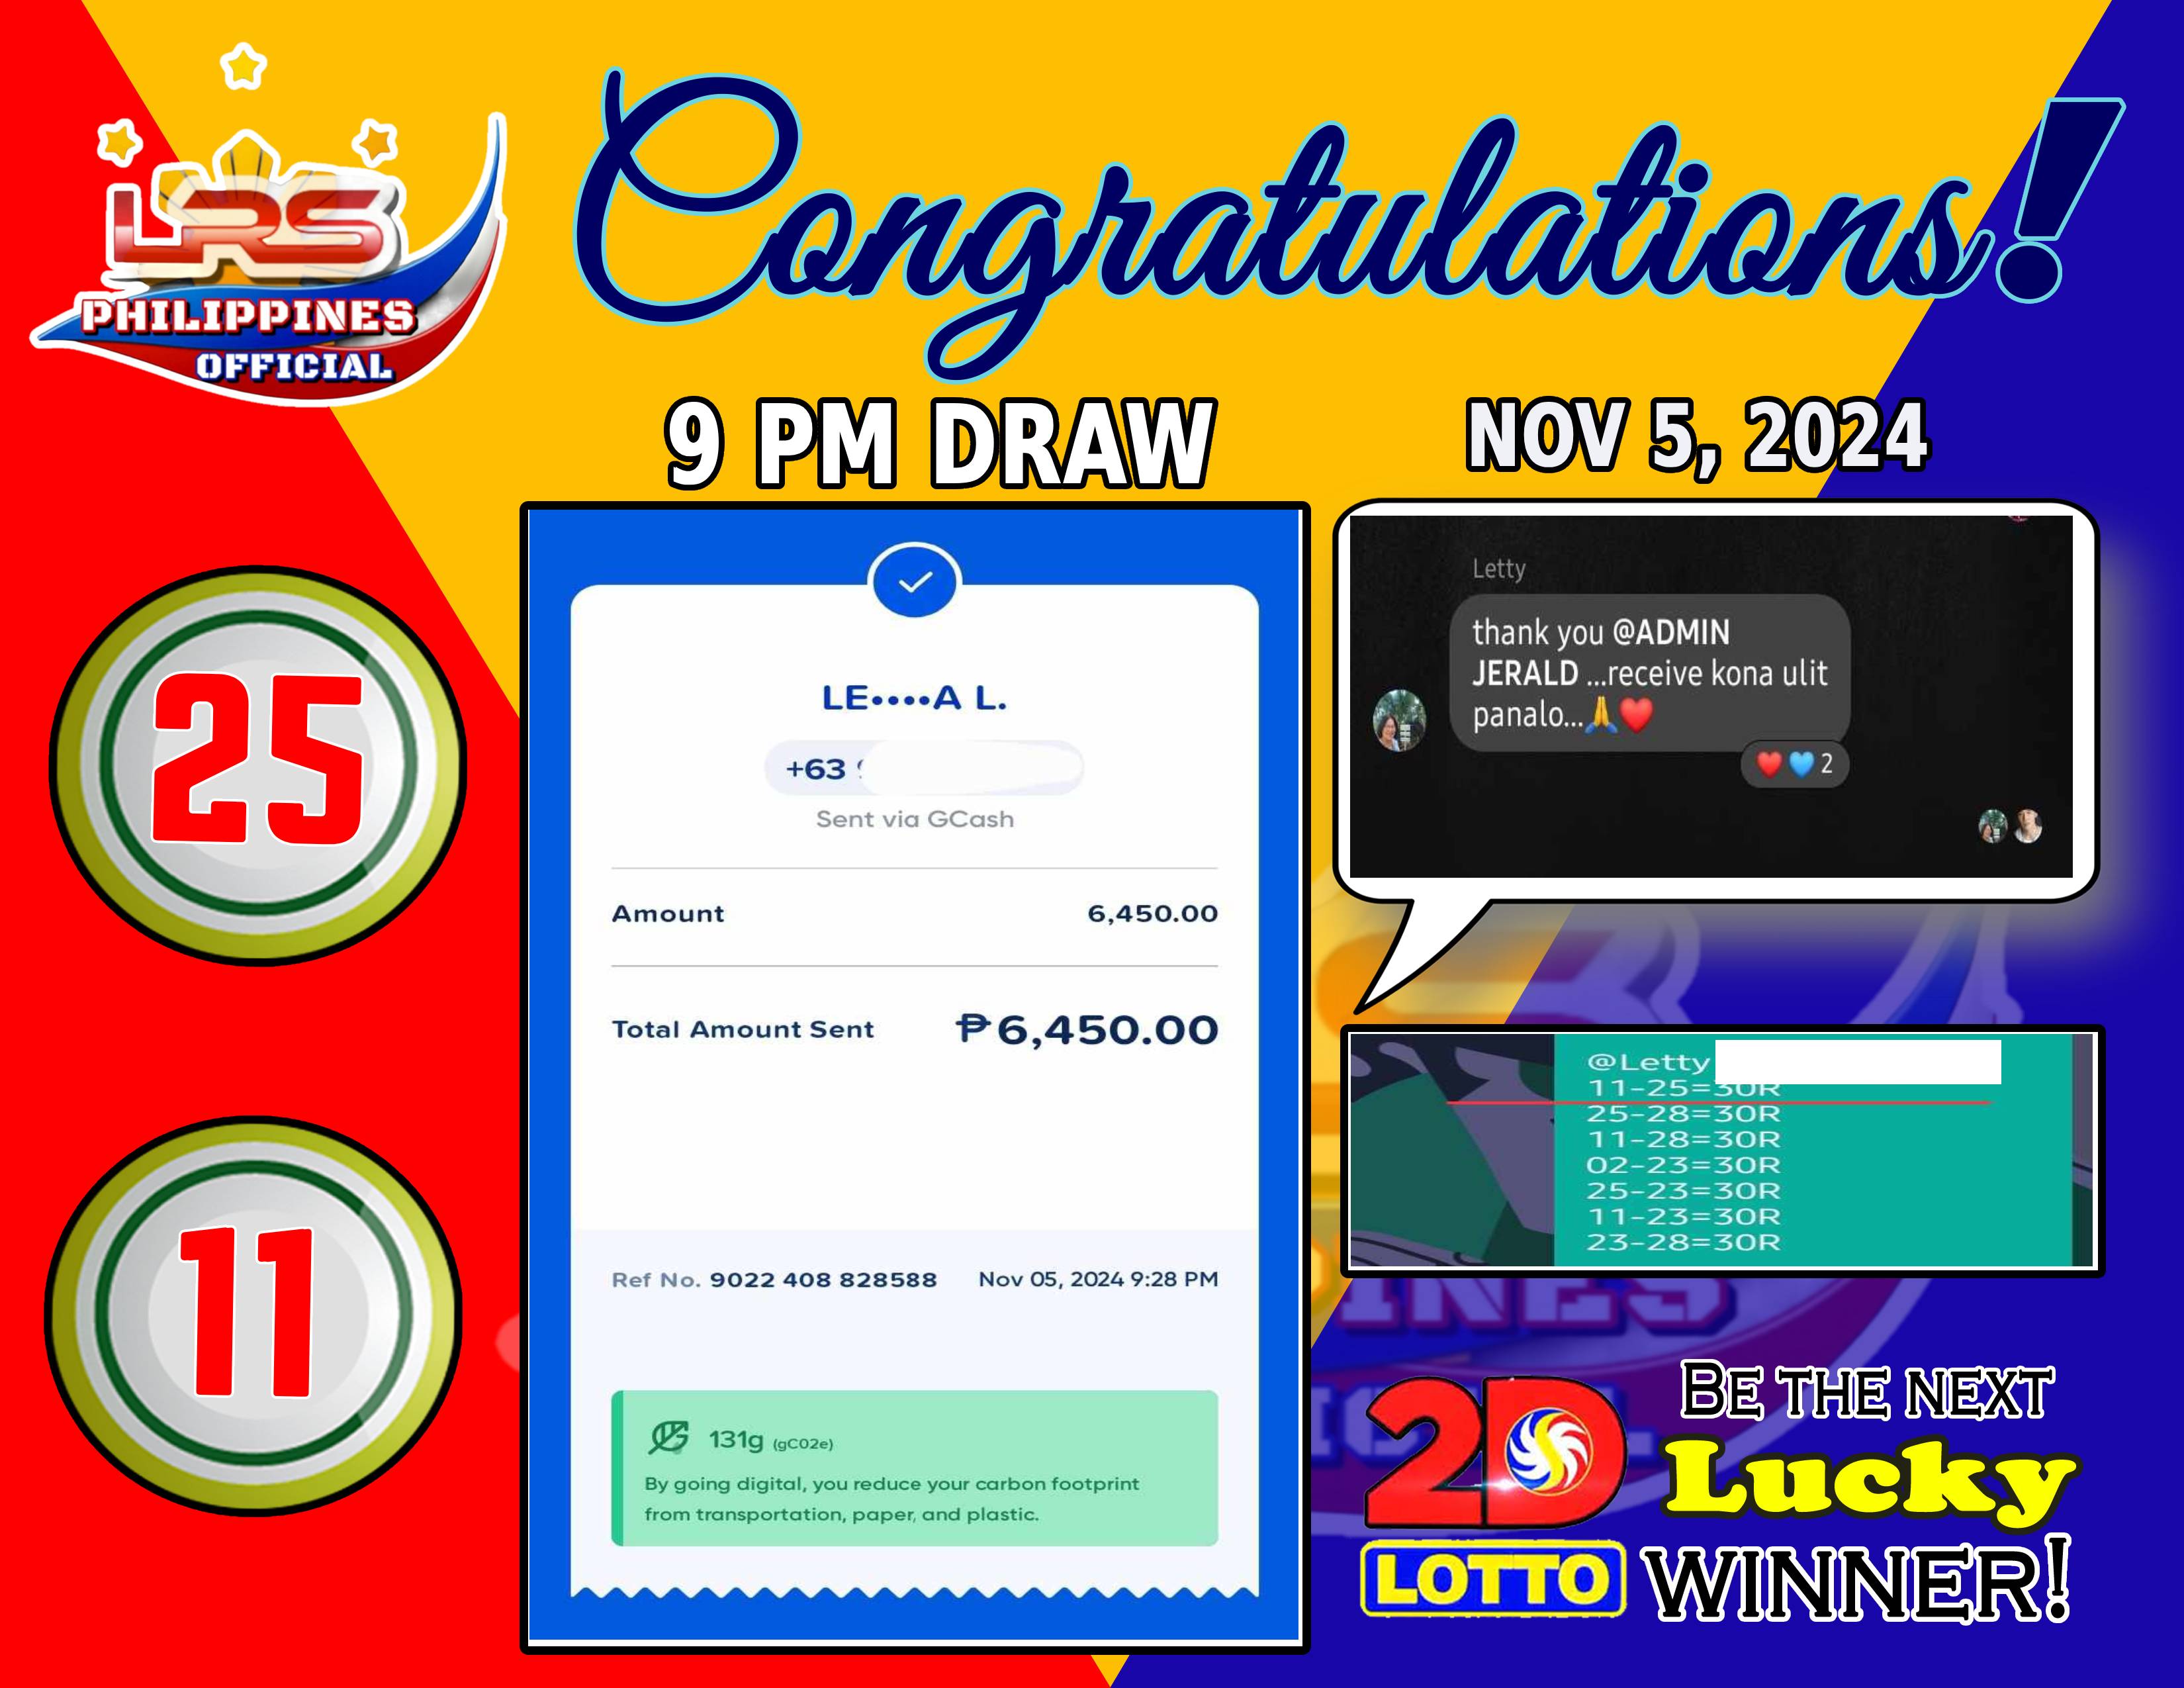 LRS
PHILIPPINES
OFFICIAL
Congratulations!
9 PM DRAW
NOV 5, 2024
25
11
LE••••A L.
+63
Sent via GCash
Amount 6,450.00
Total Amount Sent ₱6,450.00
Ref No. 9022 408 828588 Nov 05, 2024 9:28 PM
131g (gCO2e)
By going digital, you reduce your carbon footprint
from transportation, paper, and plastic.
Letty
thank you @ADMIN
JERALD ...receive kona ulit
panalo...🙏❤️
❤️💙 2
@Letty
11-25=30R
25-28=30R
11-28=30R
02-23=30R
25-23=30R
11-23=30R
23-28=30R
2D
LOTTO
BE THE NEXT
Lucky
WINNER!